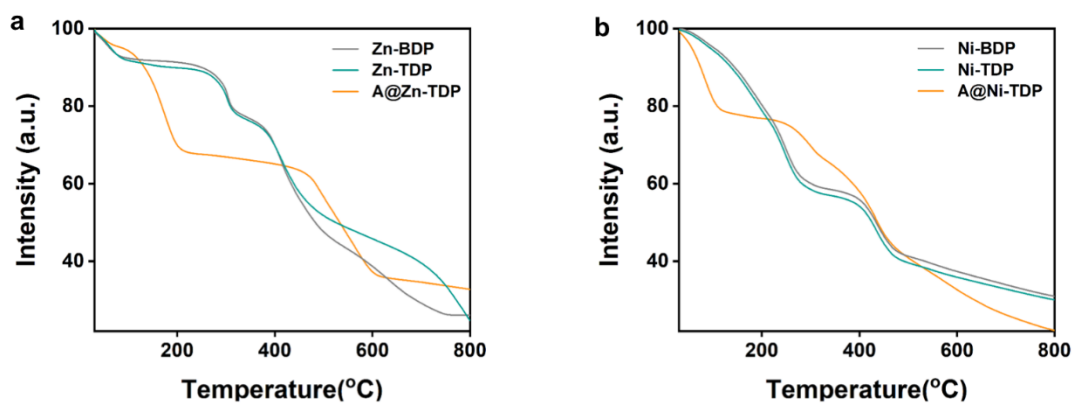 a
Zn-BDP
Zn-TDP
A@Zn-TDP
Intensity (a.u.)
100
80
60
40
200
400
600
800
Temperature(°C)
b
Ni-BDP
Ni-TDP
A@Ni-TDP
Intensity (a.u.)
100
80
60
40
200
400
600
800
Temperature(°C)